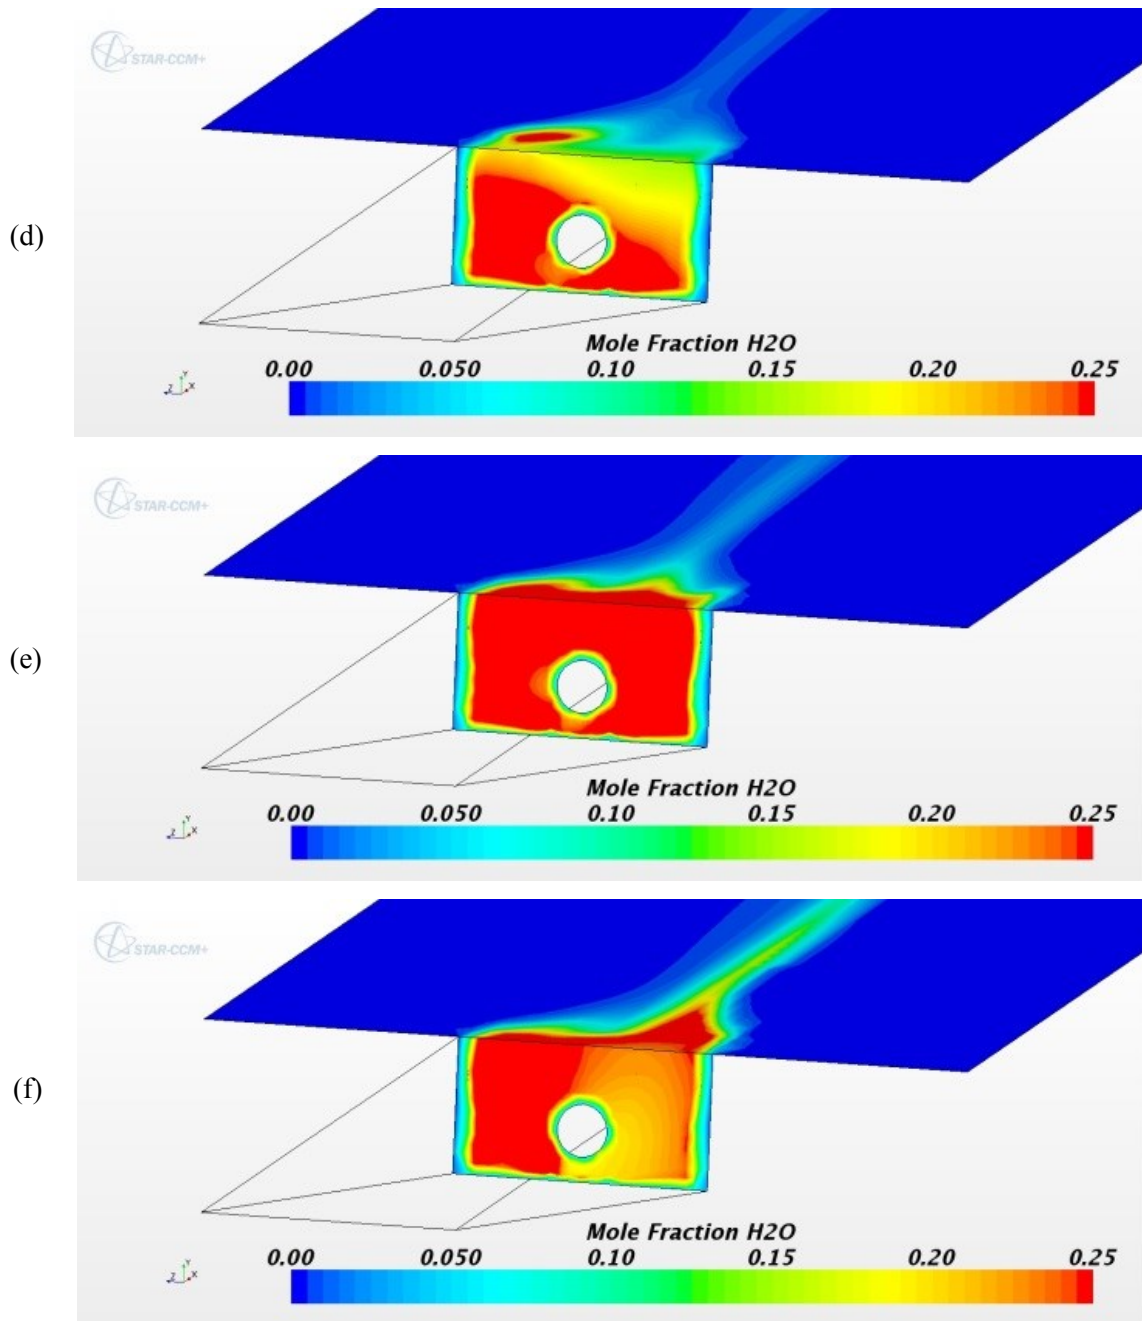 STAR-CCM+
(d)
Mole Fraction H2O
0.00 0.050 0.10 0.15 0.20 0.25
Y
Z X
STAR-CCM+
(e)
Mole Fraction H2O
0.00 0.050 0.10 0.15 0.20 0.25
Y
Z X
STAR-CCM+
(f)
Mole Fraction H2O
0.00 0.050 0.10 0.15 0.20 0.25
Y
Z X